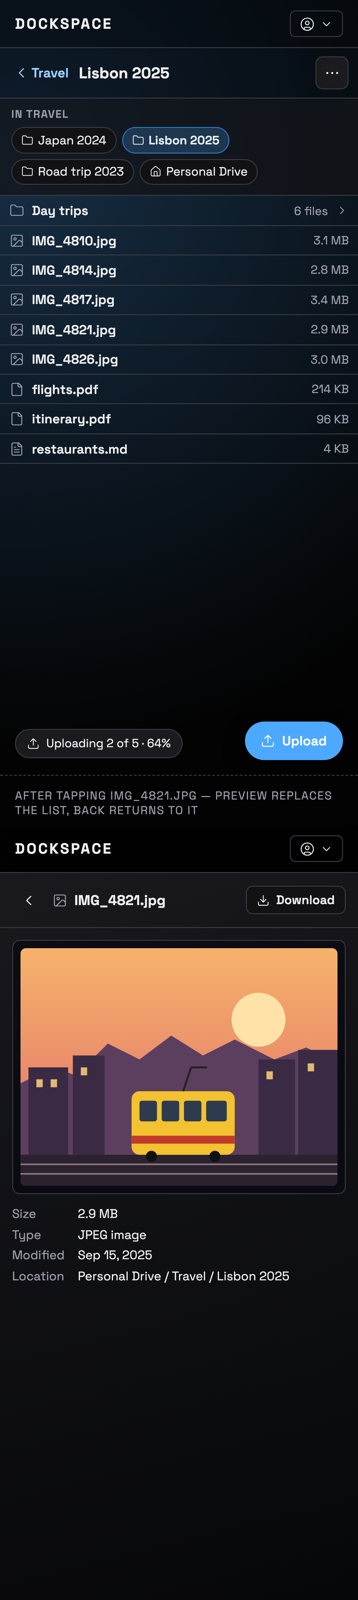 DOCKSPACE
Travel Lisbon 2025
IN TRAVEL
Japan 2024 Lisbon 2025
Road trip 2023 Personal Drive
Day trips 6 files
IMG_4810.jpg 3.1 MB
IMG_4814.jpg 2.8 MB
IMG_4817.jpg 3.4 MB
IMG_4821.jpg 2.9 MB
IMG_4826.jpg 3.0 MB
flights.pdf 214 KB
itinerary.pdf 96 KB
restaurants.md 4 KB
Uploading 2 of 5 · 64% Upload
AFTER TAPPING IMG_4821.JPG — PREVIEW REPLACES
THE LIST, BACK RETURNS TO IT
DOCKSPACE
IMG_4821.jpg Download
Size 2.9 MB
Type JPEG image
Modified Sep 15, 2025
Location Personal Drive / Travel / Lisbon 2025